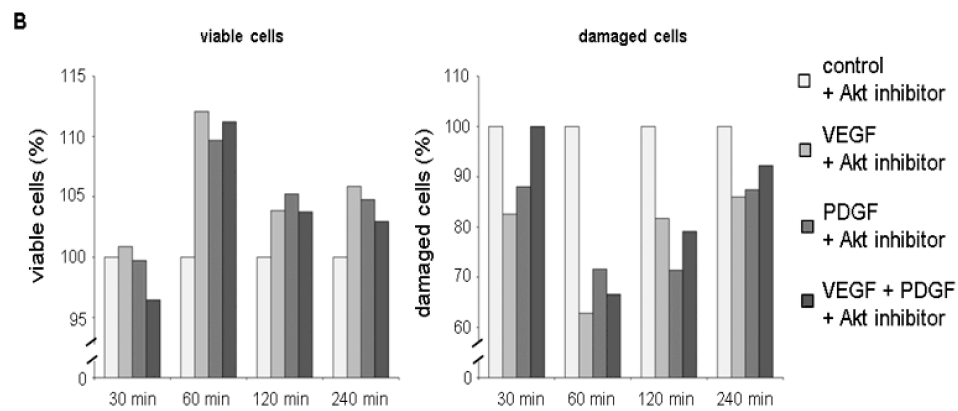 B
viable cells
viable cells (%)
115
110
105
100
95
0
30 min 60 min 120 min 240 min
damaged cells
damaged cells (%)
110
100
90
80
70
60
0
30 min 60 min 120 min 240 min
control
+ Akt inhibitor
VEGF
+ Akt inhibitor
PDGF
+ Akt inhibitor
VEGF + PDGF
+ Akt inhibitor